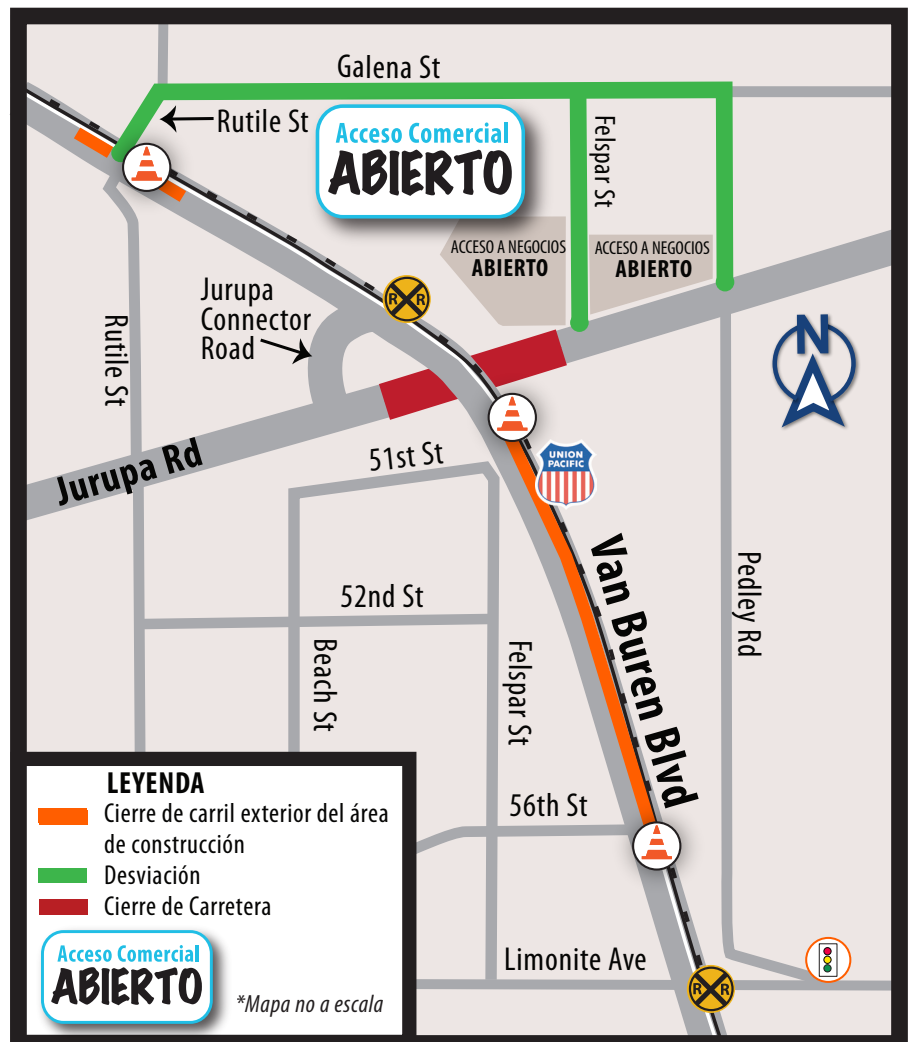 Galena St
Rutile St
Acceso Comercial
ABIERTO
Felspar St
ACCESO A NEGOCIOS
ABIERTO
ACCESO A NEGOCIOS
ABIERTO
R R
Jurupa
Connector
Road
Rutile St
N
Jurupa Rd
51st St
UNION
PACIFIC
Van Buren Blvd
Pedley Rd
52nd St
Beach St
Felspar St
56th St
Limonite Ave
R R
LEYENDA
Cierre de carril exterior del área
de construcción
Desviación
Cierre de Carretera
Acceso Comercial
ABIERTO
*Mapa no a escala